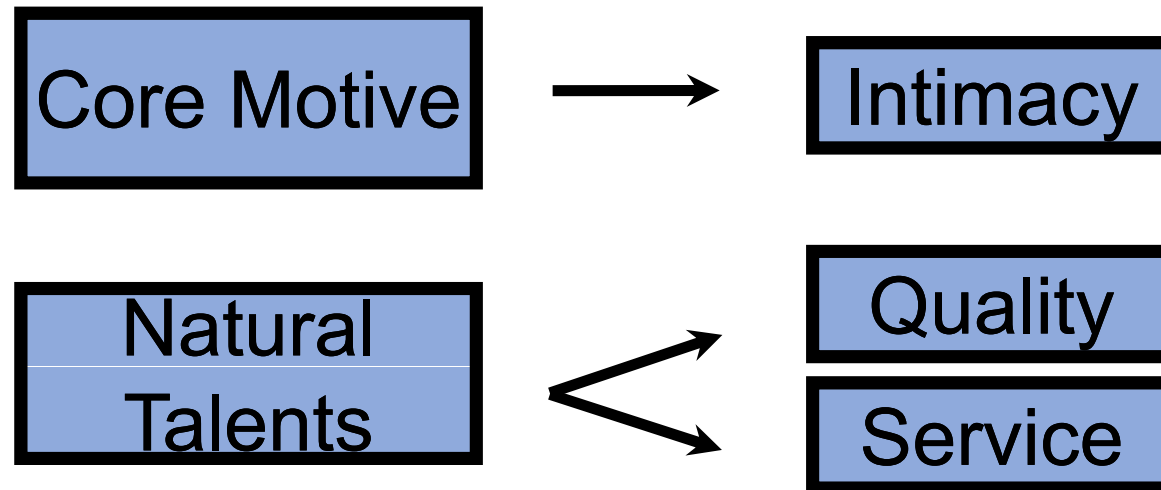 Core Motive
Intimacy
Natural
Talents
Quality
Service